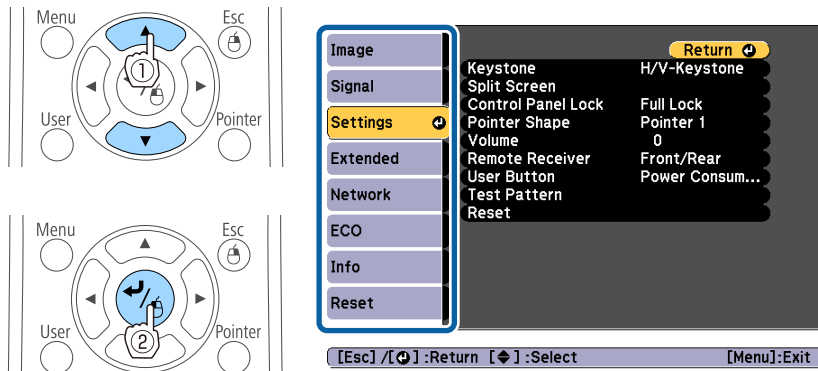 Menu
Esc
①
User
Pointer
Menu
Esc
②
User
Pointer
Image
Signal
Settings
Extended
Network
ECO
Info
Reset
Return
Keystone H/V-Keystone
Split Screen
Control Panel Lock Full Lock
Pointer Shape Pointer 1
Volume 0
Remote Receiver Front/Rear
User Button Power Consum...
Test Pattern
Reset
[Esc] /[⏎] :Return [◆] :Select [Menu]:Exit